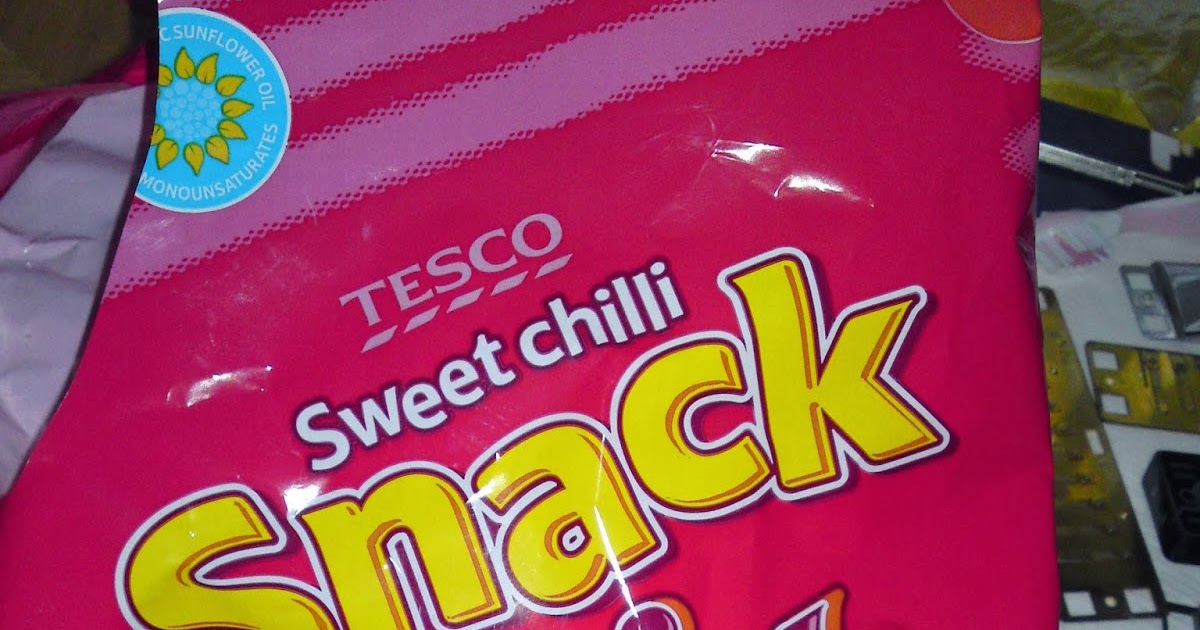 C SUNFLOWER OIL
MONOUNSATURATES
TESCO
Sweet chilli
Snack